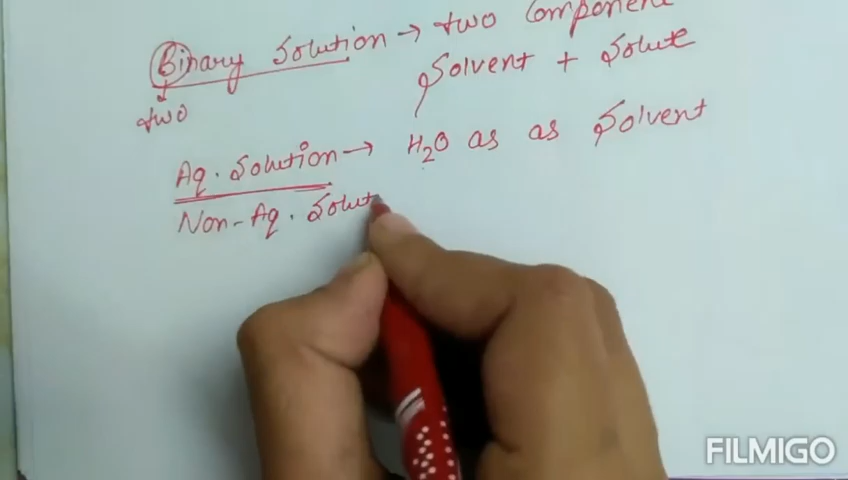 Binary Solution → two Component
two
Solvent + Solute
Aq. Solution → H₂O as as Solvent
Non-Aq. Solut
FILMIGO